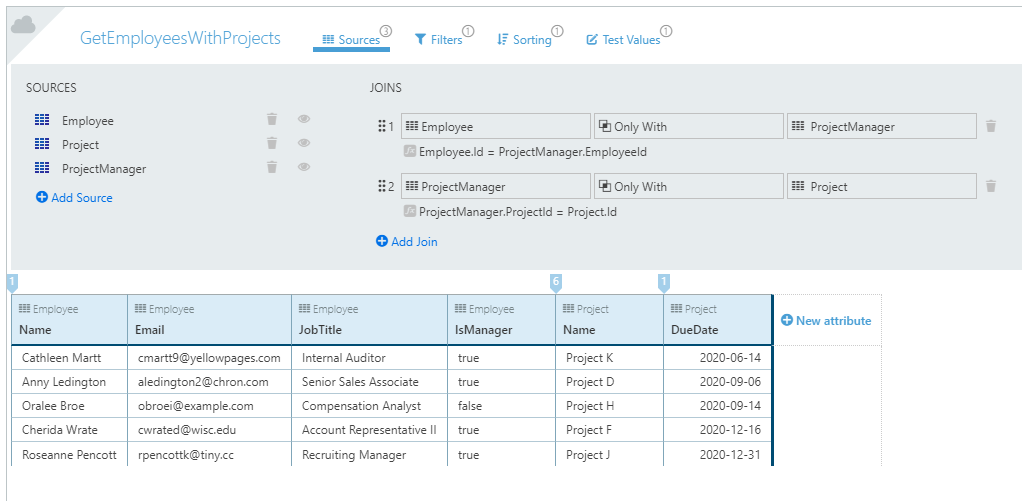 GetEmployeesWithProjects Sources 3 Filters 1 Sorting 1 Test Values 1
SOURCES
Employee
Project
ProjectManager
Add Source
JOINS
1 Employee Only With ProjectManager
fx Employee.Id = ProjectManager.EmployeeId
2 ProjectManager Only With Project
fx ProjectManager.ProjectId = Project.Id
Add Join
1 6 1
Employee Employee Employee Employee Project Project
Name Email JobTitle IsManager Name DueDate New attribute
Cathleen Martt cmartt9@yellowpages.com Internal Auditor true Project K 2020-06-14
Anny Ledington aledington2@chron.com Senior Sales Associate true Project D 2020-09-06
Oralee Broe obroei@example.com Compensation Analyst false Project H 2020-09-14
Cherida Wrate cwrated@wisc.edu Account Representative II true Project F 2020-12-16
Roseanne Pencott rpencottk@tiny.cc Recruiting Manager true Project J 2020-12-31